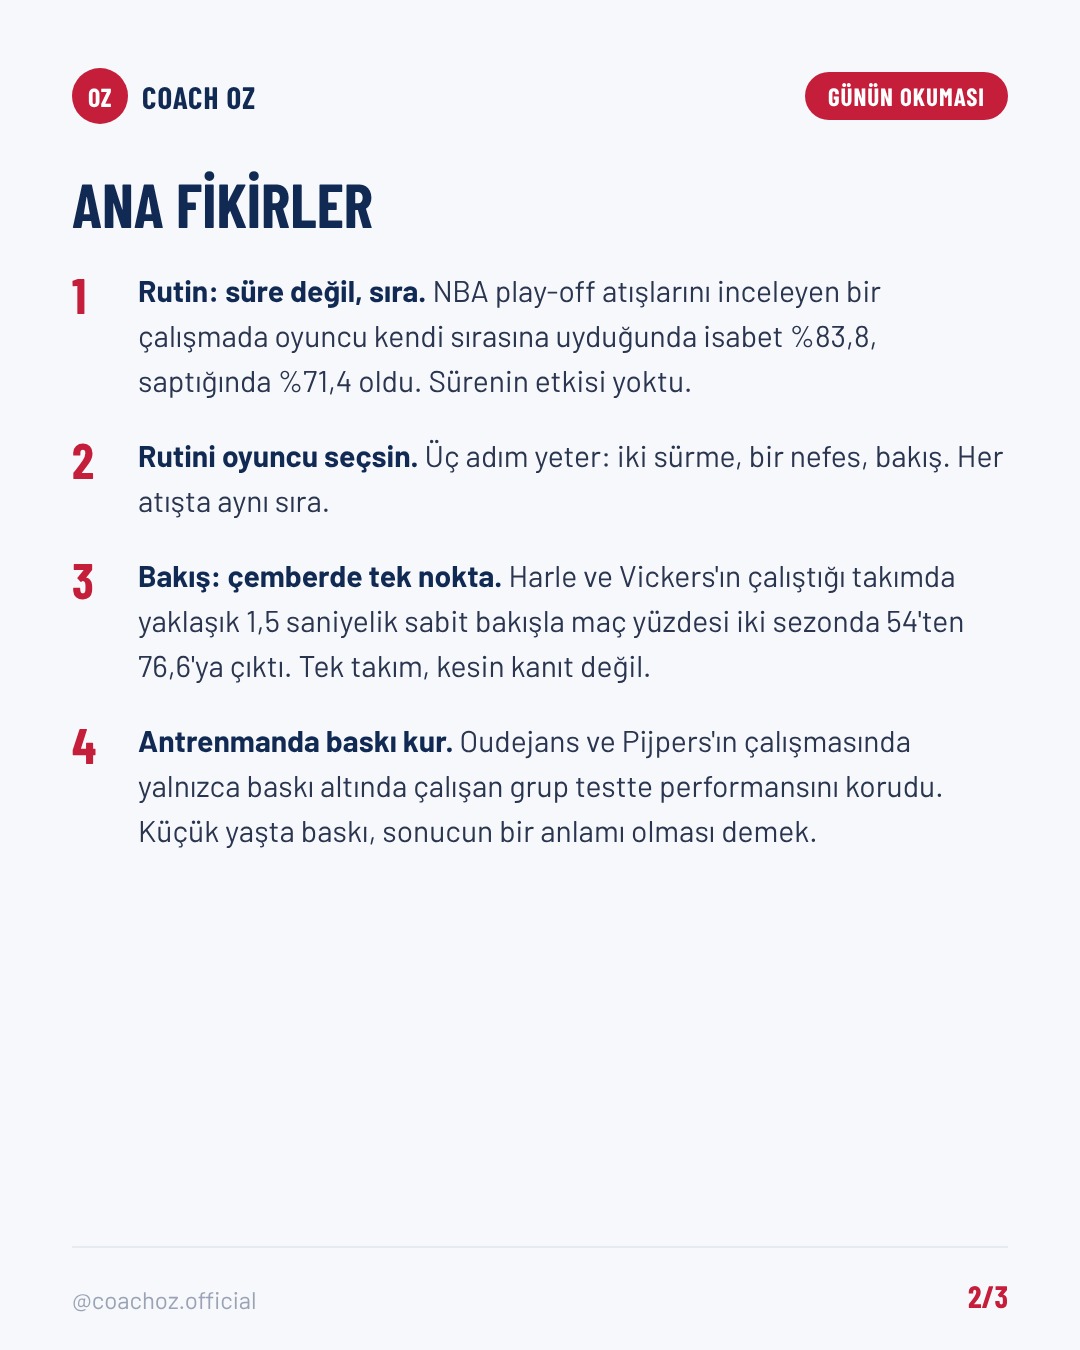 OZ COACH OZ
GÜNÜN OKUMASI
ANA FİKİRLER
1 Rutin: süre değil, sıra. NBA play-off atışlarını inceleyen bir
çalışmada oyuncu kendi sırasına uyduğunda isabet %83,8,
saptığında %71,4 oldu. Sürenin etkisi yoktu.
2 Rutini oyuncu seçsin. Üç adım yeter: iki sürme, bir nefes, bakış. Her
atışta aynı sıra.
3 Bakış: çemberde tek nokta. Harle ve Vickers'ın çalıştığı takımda
yaklaşık 1,5 saniyelik sabit bakışla maç yüzdesi iki sezonda 54'ten
76,6'ya çıktı. Tek takım, kesin kanıt değil.
4 Antrenmanda baskı kur. Oudejans ve Pijpers'ın çalışmasında
yalnızca baskı altında çalışan grup testte performansını korudu.
Küçük yaşta baskı, sonucun bir anlamı olması demek.
@coachoz.official
2/3